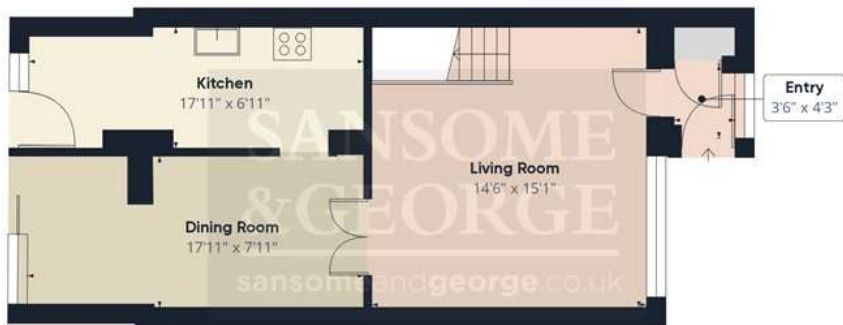 Kitchen
17'11" x 6'11"
Entry
3'6" x 4'3"
SANSOME
Living Room
14'6" x 15'1"
&GEORGE
Dining Room
17'11" x 7'11"
sansomeandgeorge.co.uk